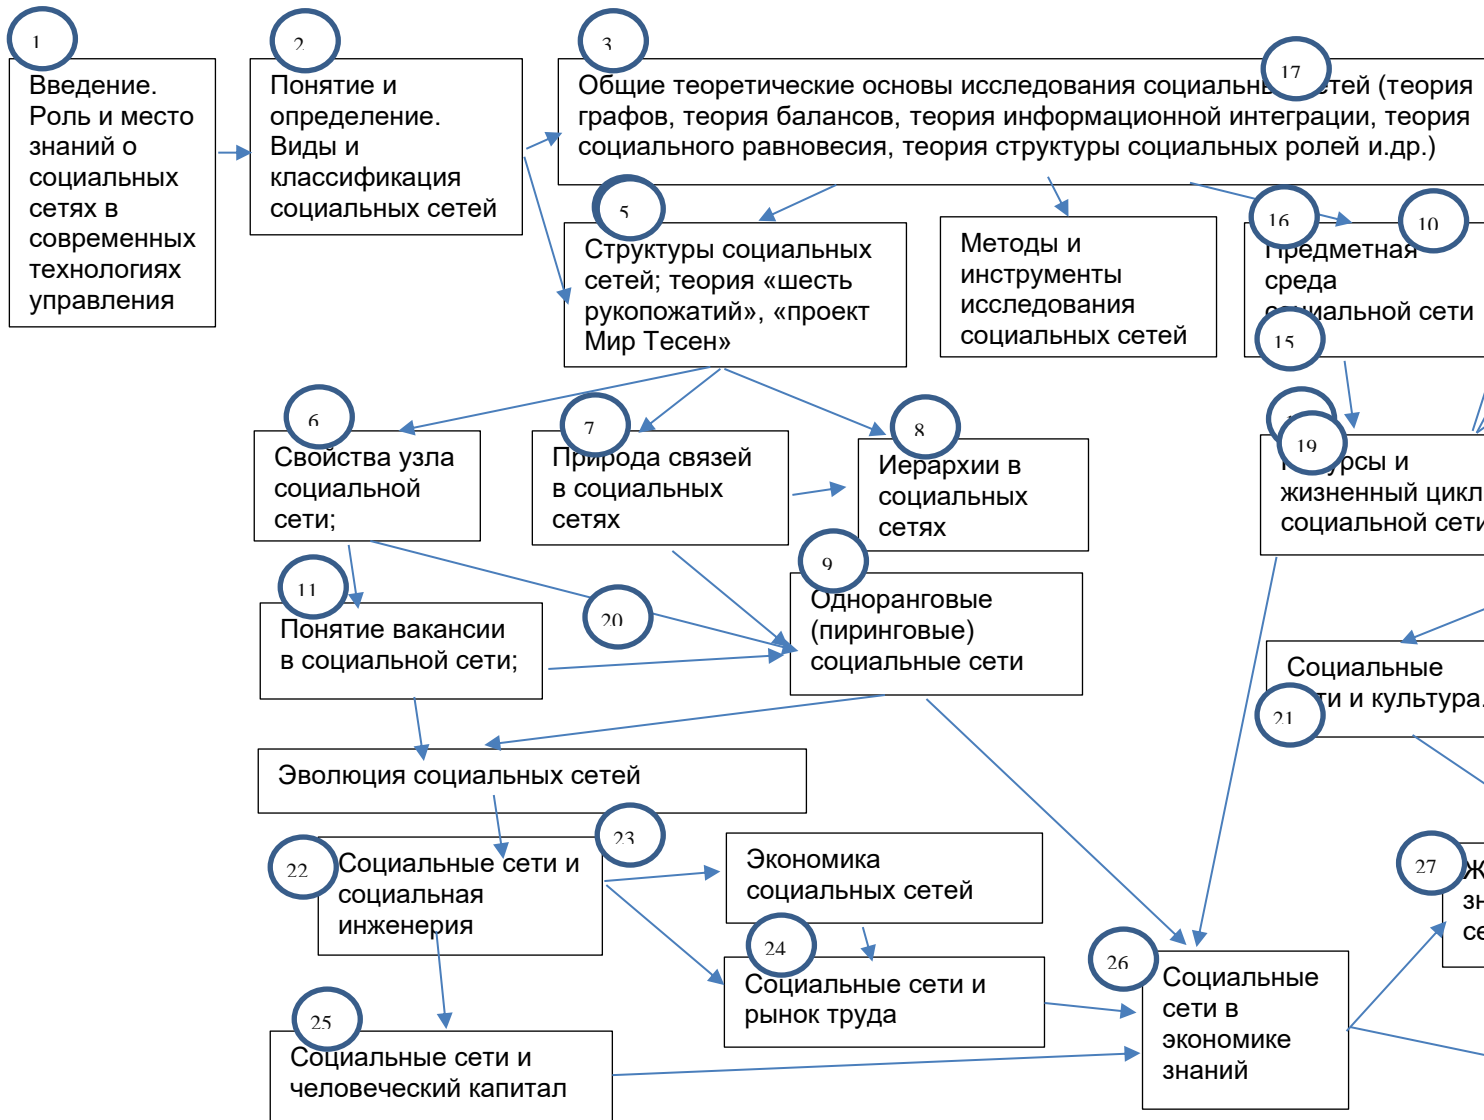 1
Введение.
Роль и место
знаний о
социальных
сетях в
современных
технологиях
управления
2
Понятие и
определение.
Виды и
классификация
социальных сетей
3
17
Общие теоретические основы исследования социальн тей (теория
графов, теория балансов, теория информационной интеграции, теория
социального равновесия, теория структуры социальных ролей и.др.)
5
Структуры социальных
сетей; теория «шесть
рукопожатий», «проект
Мир Тесен»
Методы и
инструменты
исследования
социальных сетей
16
10
Предметная
среда
социальной сети
15
6
Свойства узла
социальной
сети;
7
Природа связей
в социальных
сетях
8
Иерархии в
социальных
сетях
19
урсы и
жизненный цикл
социальной сети
11
Понятие вакансии
в социальной сети;
20
9
Одноранговые
(пиринговые)
социальные сети
Социальные
ти и культура.
21
Эволюция социальных сетей
22
Социальные сети и
социальная
инженерия
23
Экономика
социальных сетей
24
Социальные сети и
рынок труда
25
Социальные сети и
человеческий капитал
26
Социальные
сети в
экономике
знаний
27
Ж
зн
се